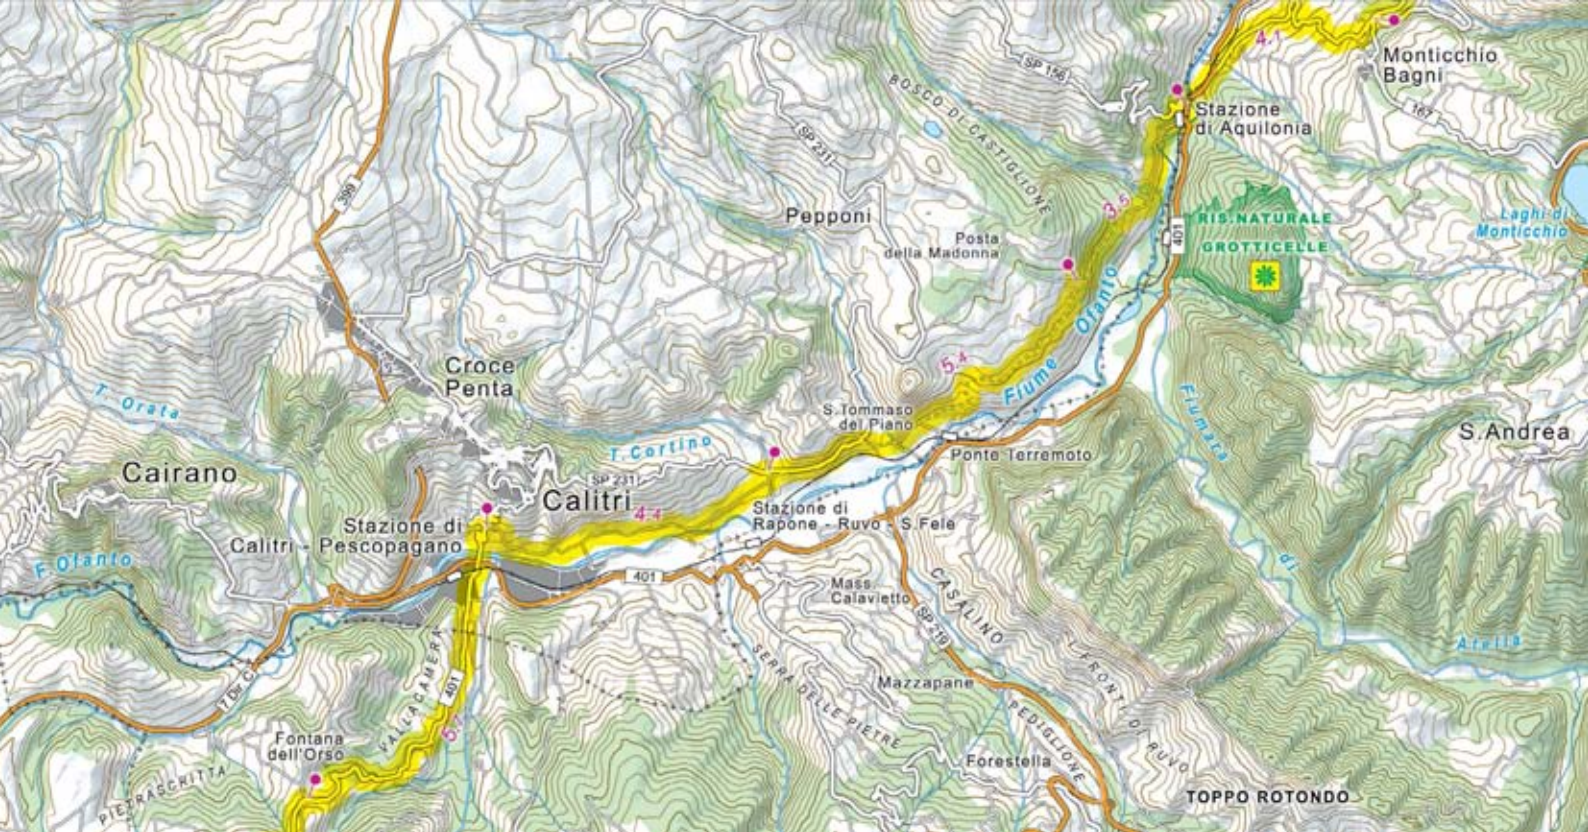 4.1
Monticchio
Bagni
SP 156
BOSCO DI CASTIGLIONE
167
Stazione
di Aquilonia
SP 231
399
3.5
Pepponi
RIS. NATURALE
GROTTICELLE
Laghi di
Monticchio
401
Posta
della Madonna
Fiume Ofanto
Croce
Penta
5.4
T. Orata
S.Tommaso
del Piano
Fiumara di Atella
T. Cortino
S.Andrea
Ponte Terremoto
Cairano
SP 231
Calitri
4.4
Stazione di
Rapone - Ruvo - S.Fele
Stazione di
Calitri - Pescopagano
F. Ofanto
401
Mass.
Calavietto
CASALINO
SP 219
I FRONTI DI RUVO
VALLACAMERA
401
SERRA DELLE PIETRE
Mazzapane
7 Dir. C
PEDIGLIONE
Fontana
dell'Orso
PIETRASCRITTA
Forestella
TOPPO ROTONDO